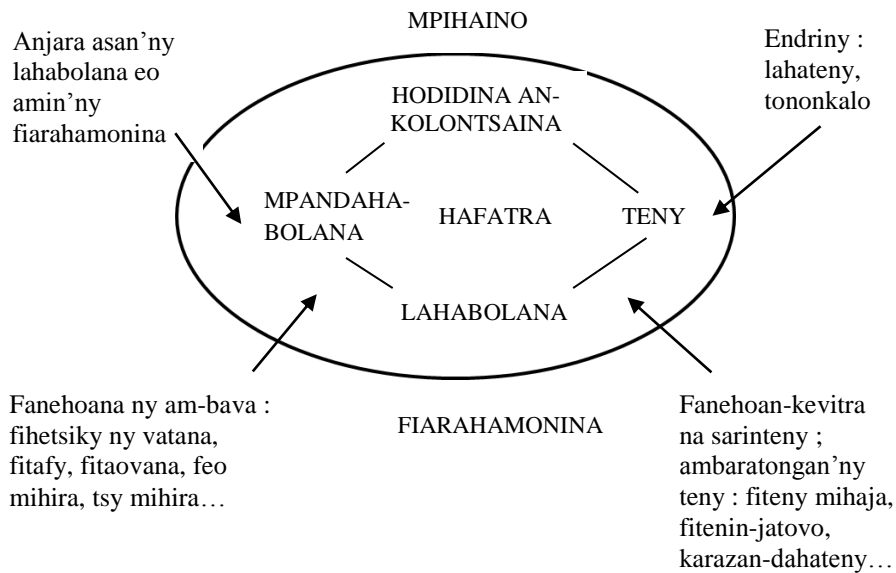 MPIHAINO
Anjara asan’ny
lahabolana eo
amin’ny
fiarahamonina
Endriny :
lahateny,
tononkalo
HODIDINA AN-
KOLONTSAINA
MPANDAHA-
BOLANA
HAFATRA
TENY
LAHABOLANA
Fanehoana ny am-bava :
fihetsiky ny vatana,
fitafy, fitaovana, feo
mihira, tsy mihira…
FIARAHAMONINA
Fanehoan-kevitra
na sarinteny ;
ambaratongan’ny
teny : fiteny mihaja,
fitenin-jatovo,
karazan-dahateny…